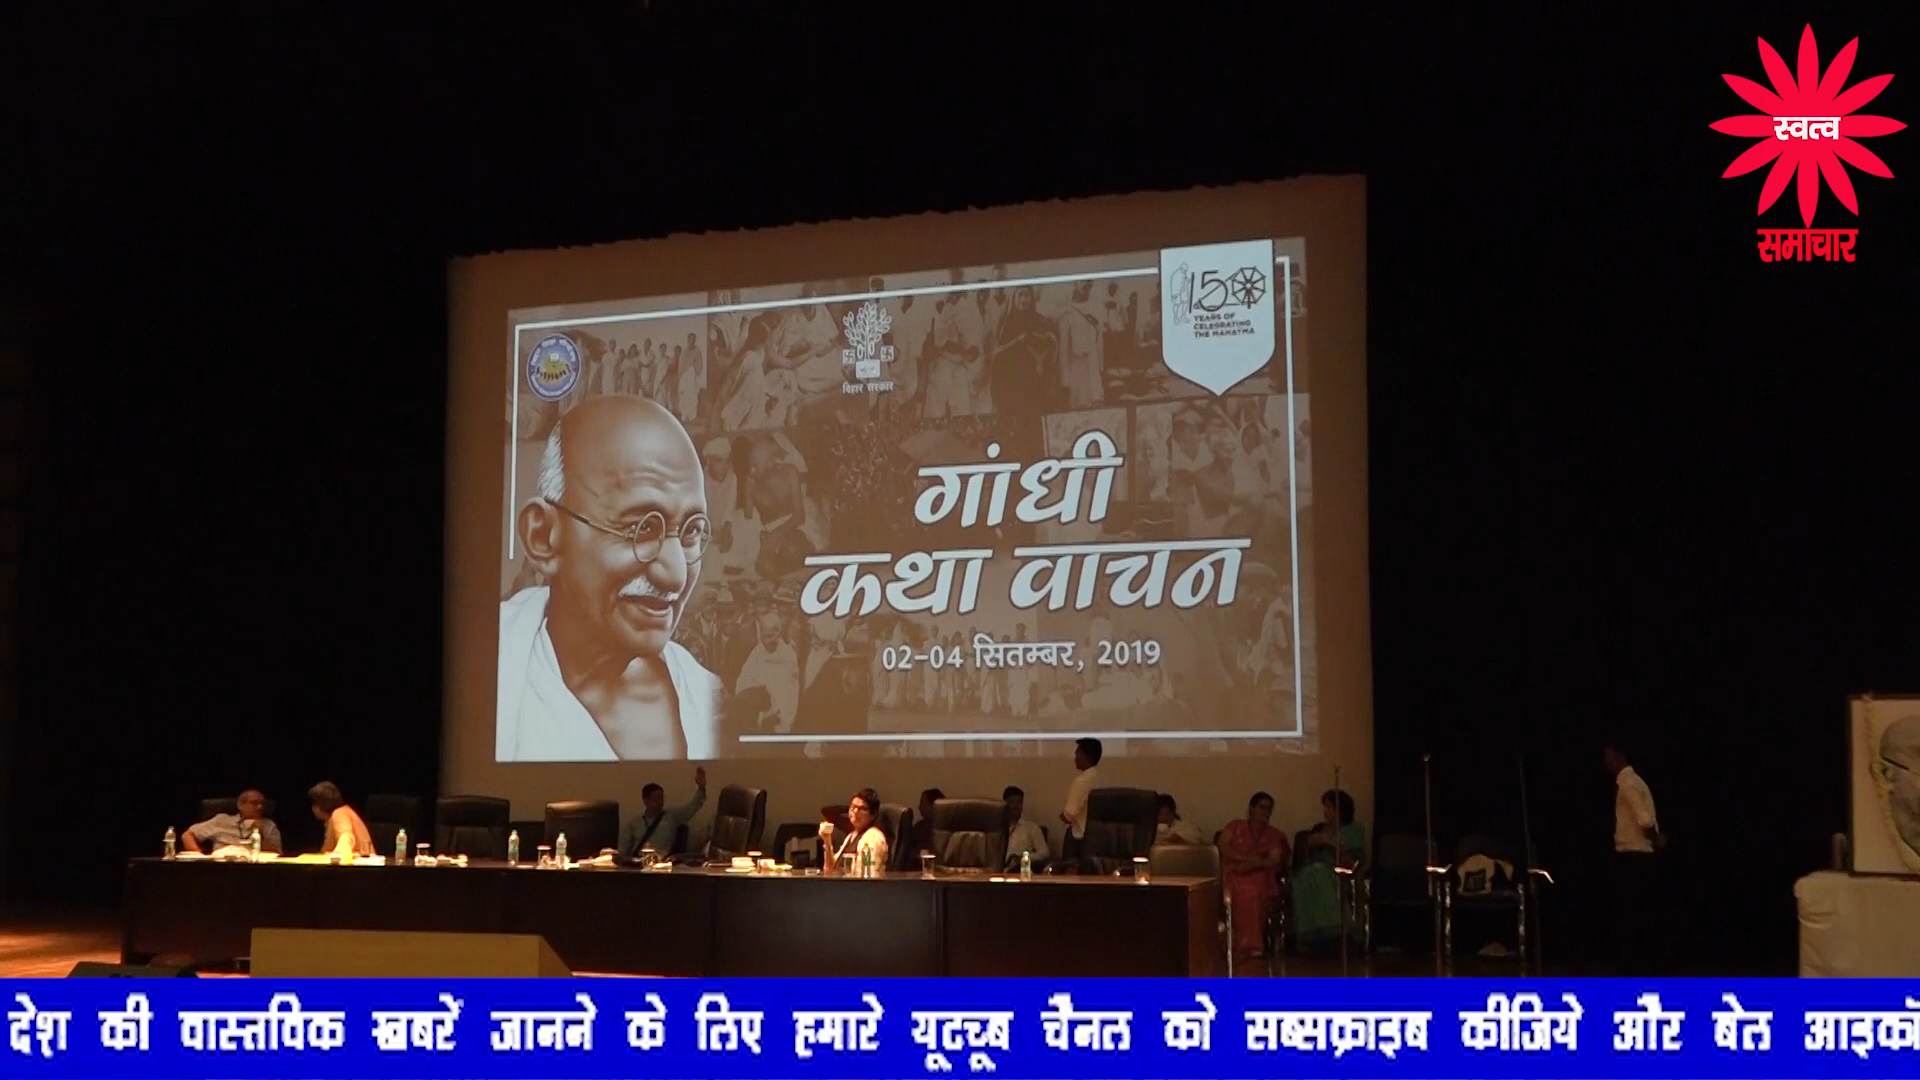 स्वत्व
समाचार
150
YEARS OF
CELEBRATING
THE MAHATMA
बिहार सरकार
गांधी
कथा वाचन
02-04 सितम्बर, 2019
देश की वास्तविक खबरें जानने के लिए हमारे यूट्यूब चैनल को सब्सक्राइब कीजिये और बेल आइकॉ